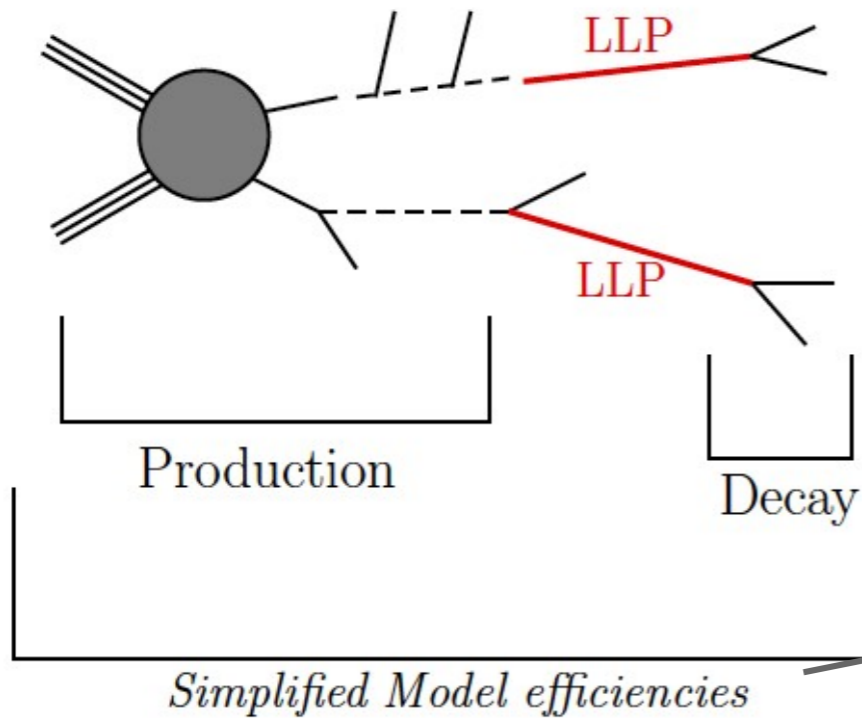 LLP
LLP
Production
Decay
Simplified Model efficiencies